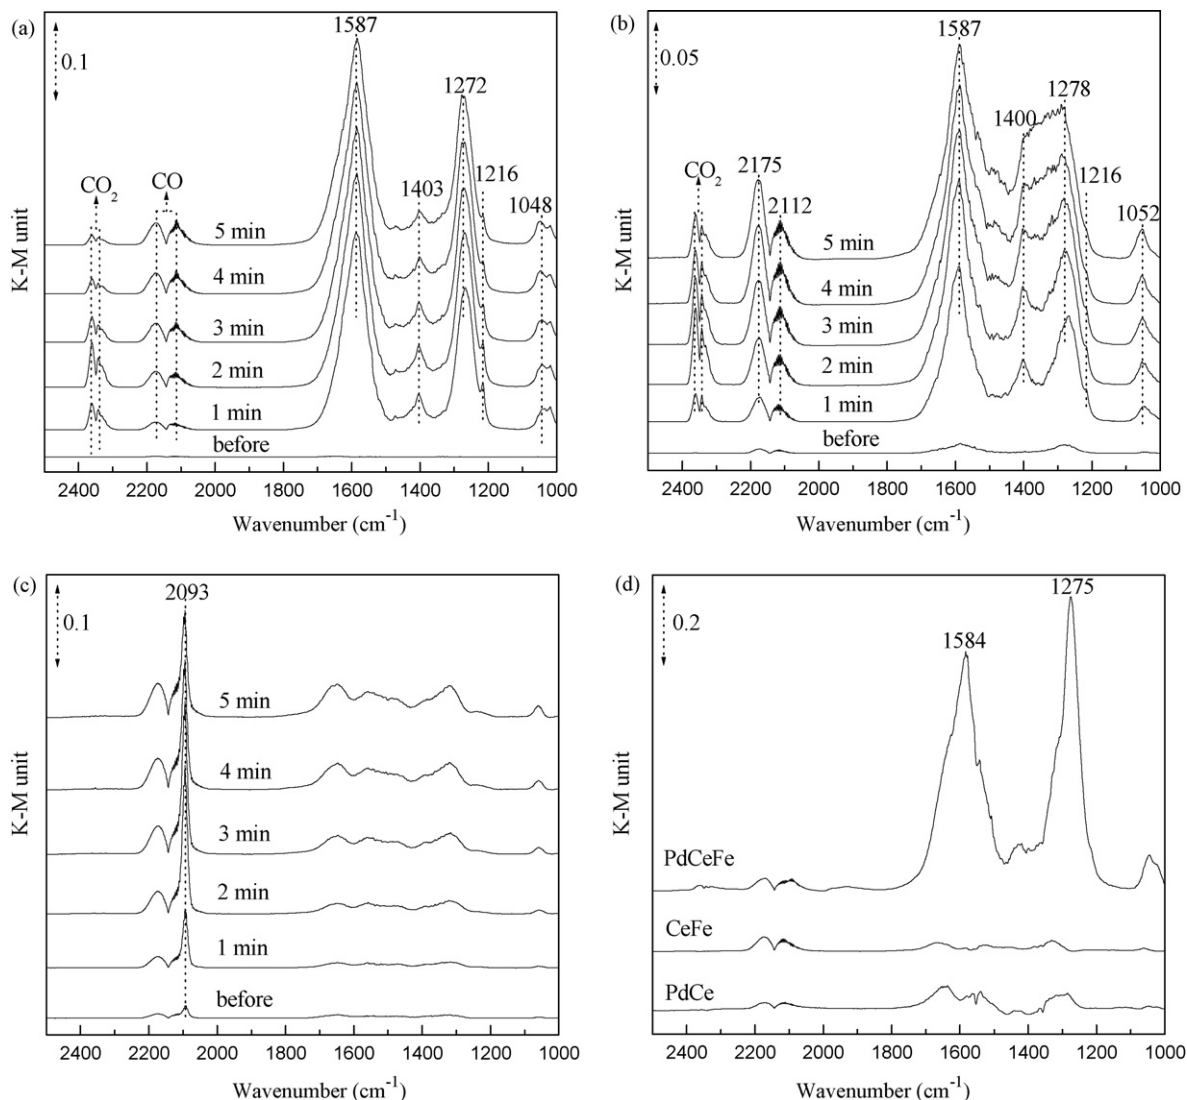 (a)
0.1
1587
1272
CO2
CO
1403
1216
1048
5 min
4 min
3 min
2 min
1 min
before
K-M unit
2400 2200 2000 1800 1600 1400 1200 1000
Wavenumber (cm-1)
(b)
0.05
1587
1278
1400
CO2
2175
1216
2112
1052
5 min
4 min
3 min
2 min
1 min
before
K-M unit
2400 2200 2000 1800 1600 1400 1200 1000
Wavenumber (cm-1)
(c)
0.1
2093
5 min
4 min
3 min
2 min
1 min
before
K-M unit
2400 2200 2000 1800 1600 1400 1200 1000
Wavenumber (cm-1)
(d)
0.2
1275
1584
PdCeFe
CeFe
PdCe
K-M unit
2400 2200 2000 1800 1600 1400 1200 1000
Wavenumber (cm-1)